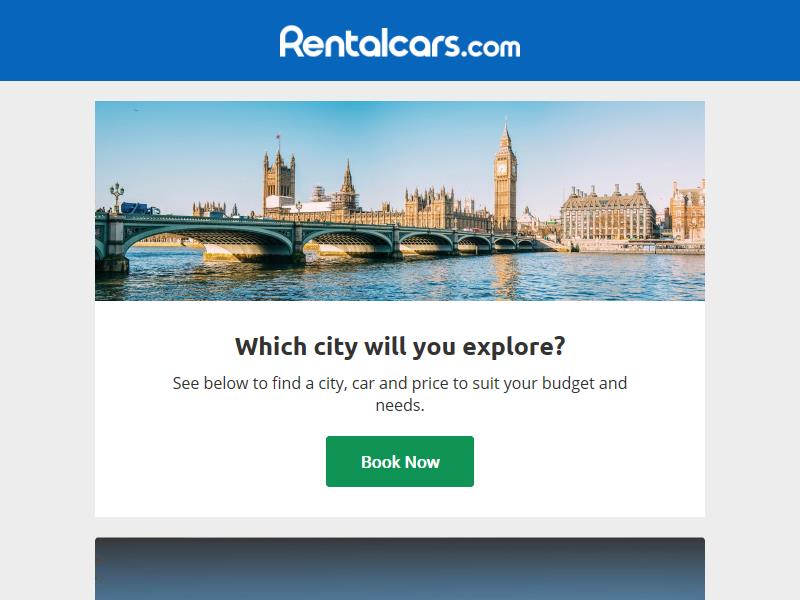 Rentalcars.com
Which city will you explore?
See below to find a city, car and price to suit your budget and
needs.
Book Now